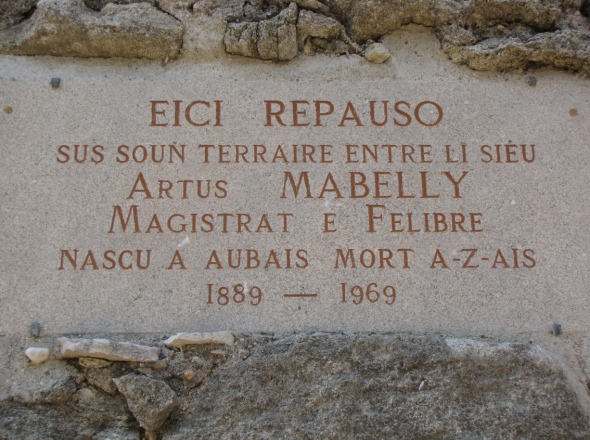 EICI REPAUSO
SUS SOUN TERRAIRE ENTRE LI SIÉU
ARTUS MABELLY
MAGISTRAT E FELIBRE
NASCU A AUBAIS MORT A-Z-AIS
1889 — 1969